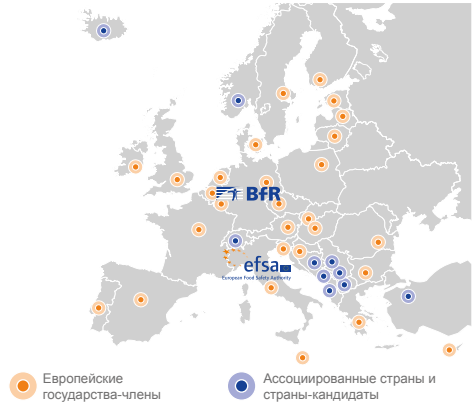 BfR
efsa
European Food Safety Authority
Европейские
государства-члены
Ассоциированные страны и
страны-кандидаты